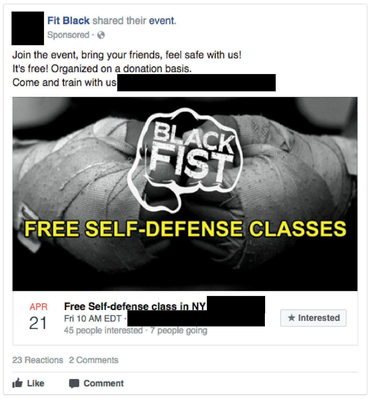 Fit Black shared their event.
Sponsored ·
Join the event, bring your friends, feel safe with us!
It's free! Organized on a donation basis.
Come and train with us
BLACK
FIST
FREE SELF-DEFENSE CLASSES
APR
21
Free Self-defense class in NY
Fri 10 AM EDT ·
45 people interested · 7 people going
★ Interested
23 Reactions 2 Comments
Like Comment